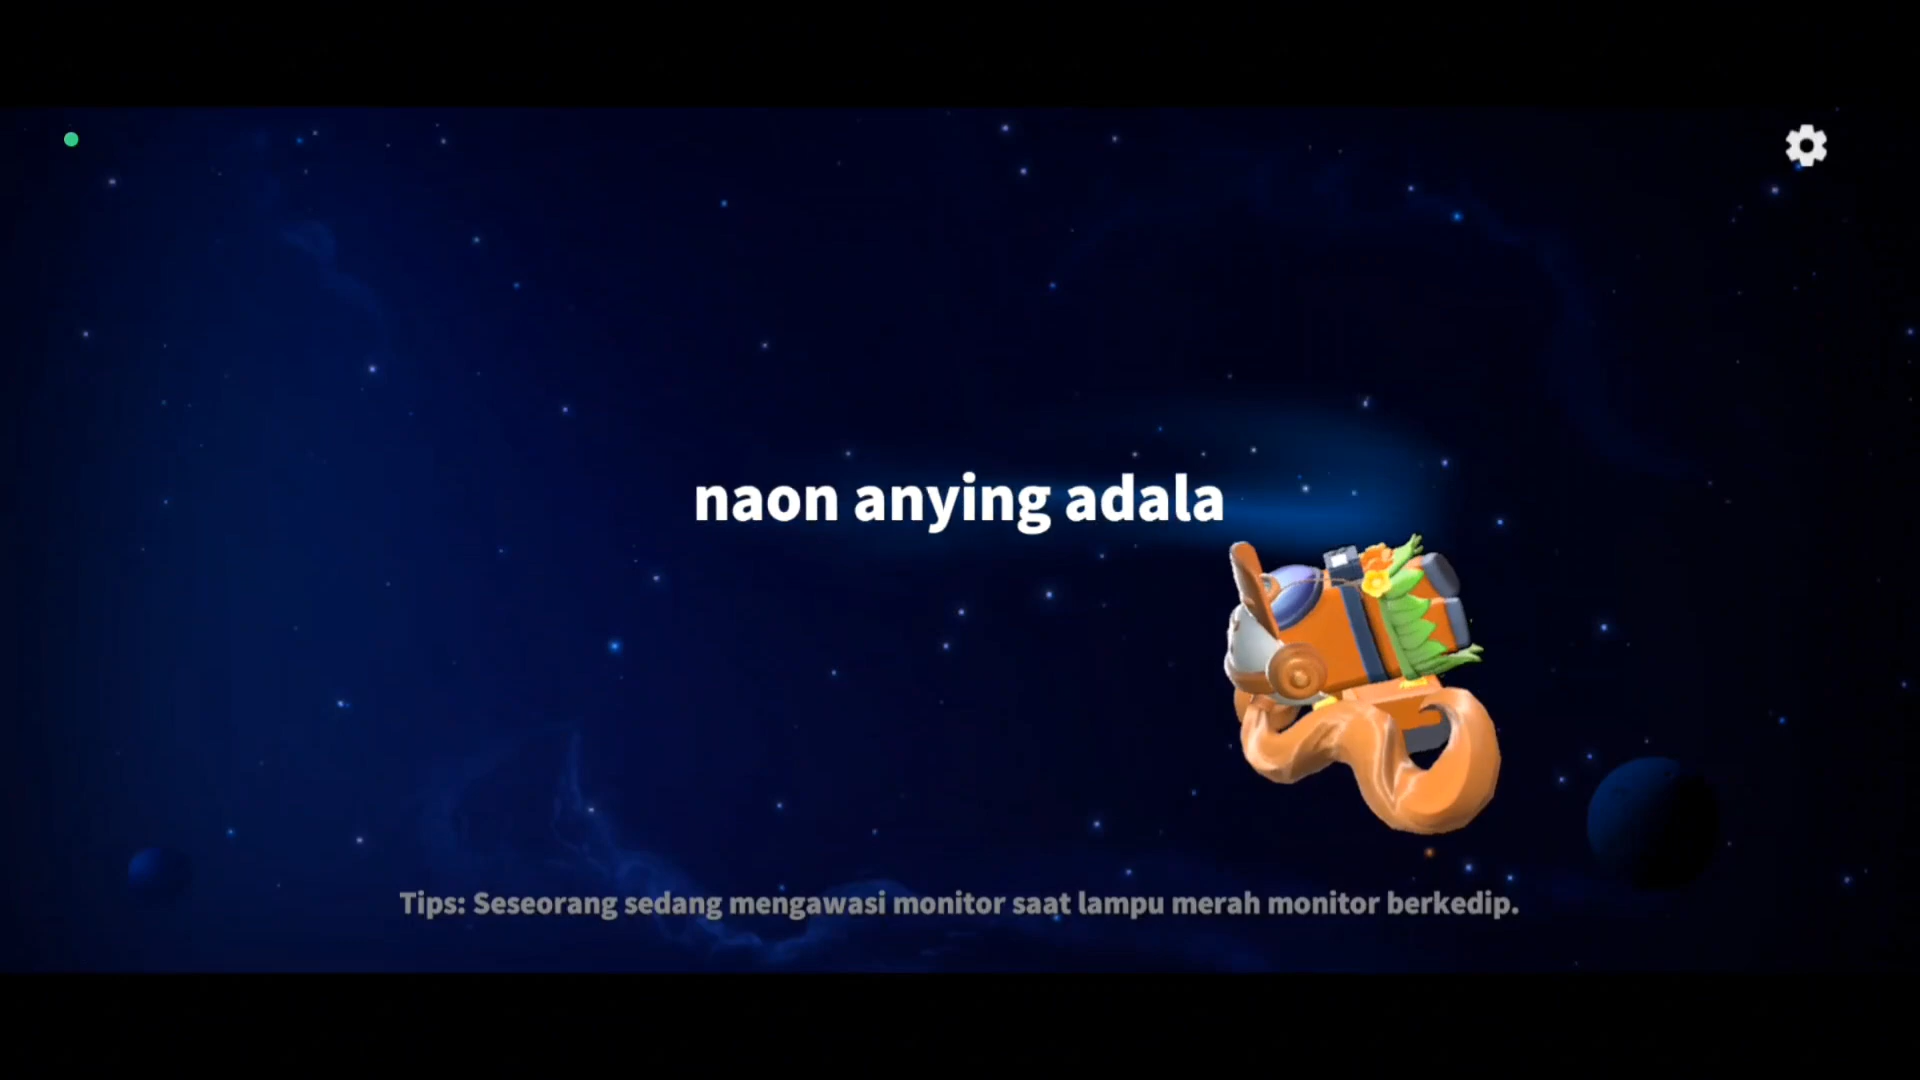 naon anying adala
Tips: Seseorang sedang mengawasi monitor saat lampu merah monitor berkedip.